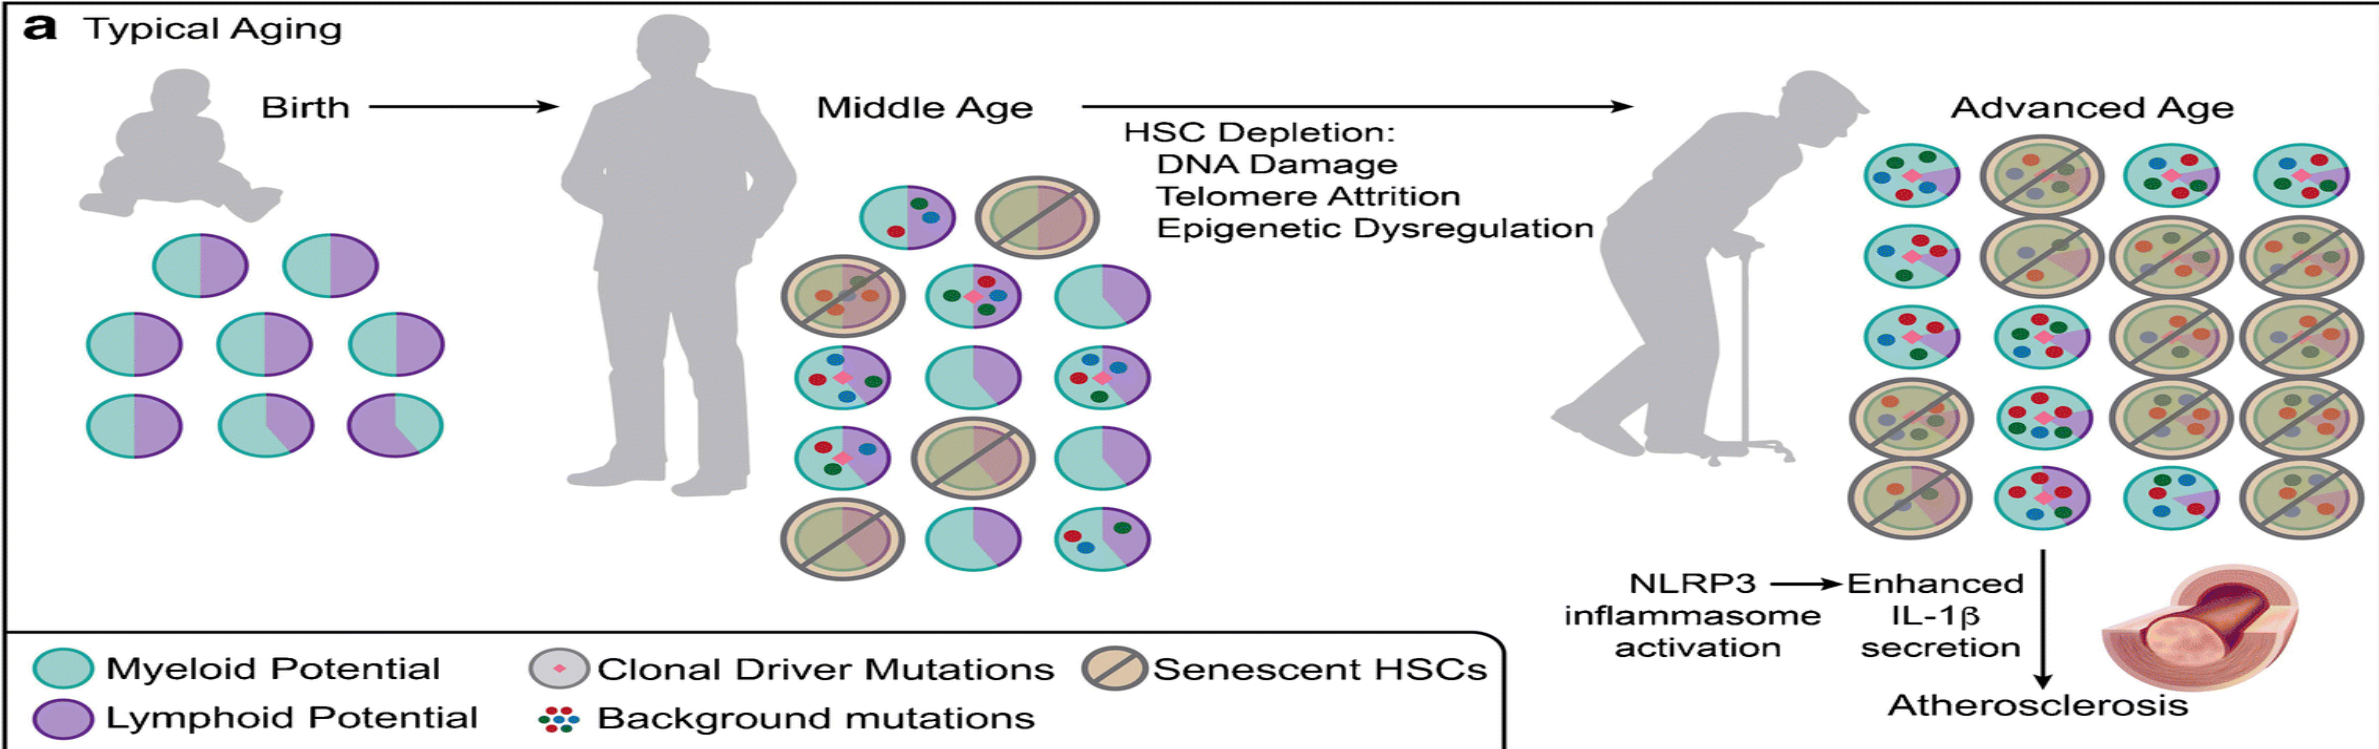 a Typical Aging
Birth
Middle Age
Advanced Age
HSC Depletion:
DNA Damage
Telomere Attrition
Epigenetic Dysregulation
NLRP3
inflammasome
activation
Enhanced
IL-1β
secretion
Atherosclerosis
Myeloid Potential
Lymphoid Potential
Clonal Driver Mutations
Background mutations
Senescent HSCs